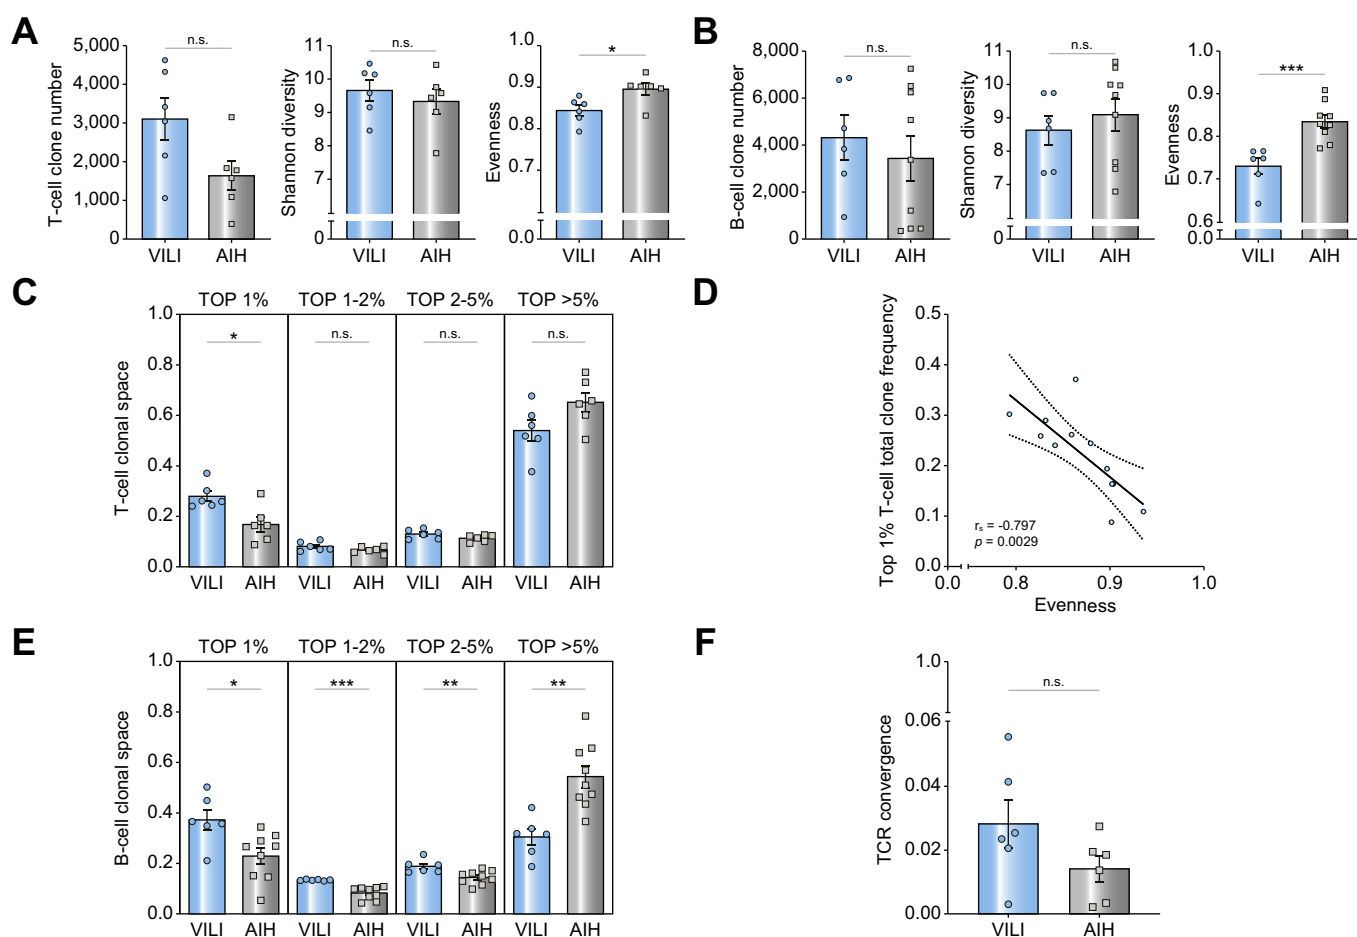 A
T-cell clone number
5,000
4,000
3,000
2,000
1,000
0
n.s.
VILI
AIH
Shannon diversity
11
10
9
8
7
0
n.s.
VILI
AIH
Evenness
1.0
0.9
0.8
0.7
0.0
*
VILI
AIH
B
B-cell clone number
8,000
6,000
4,000
2,000
0
n.s.
VILI
AIH
Shannon diversity
11
10
9
8
7
0
n.s.
VILI
AIH
Evenness
1.0
0.9
0.8
0.7
0.6
0.0
***
VILI
AIH
C
TOP 1%
TOP 1-2%
TOP 2-5%
TOP >5%
T-cell clonal space
1.0
0.8
0.6
0.4
0.2
0.0
*
n.s.
n.s.
n.s.
VILI
AIH
VILI
AIH
VILI
AIH
VILI
AIH
D
Top 1% T-cell total clone frequency
0.5
0.4
0.3
0.2
0.1
0.0
rs = -0.797
p = 0.0029
0.0
0.8
0.9
1.0
Evenness
E
TOP 1%
TOP 1-2%
TOP 2-5%
TOP >5%
B-cell clonal space
1.0
0.8
0.6
0.4
0.2
0.0
*
***
**
**
VILI
AIH
VILI
AIH
VILI
AIH
VILI
AIH
F
TCR convergence
1.0
0.06
0.04
0.02
0.00
n.s.
VILI
AIH